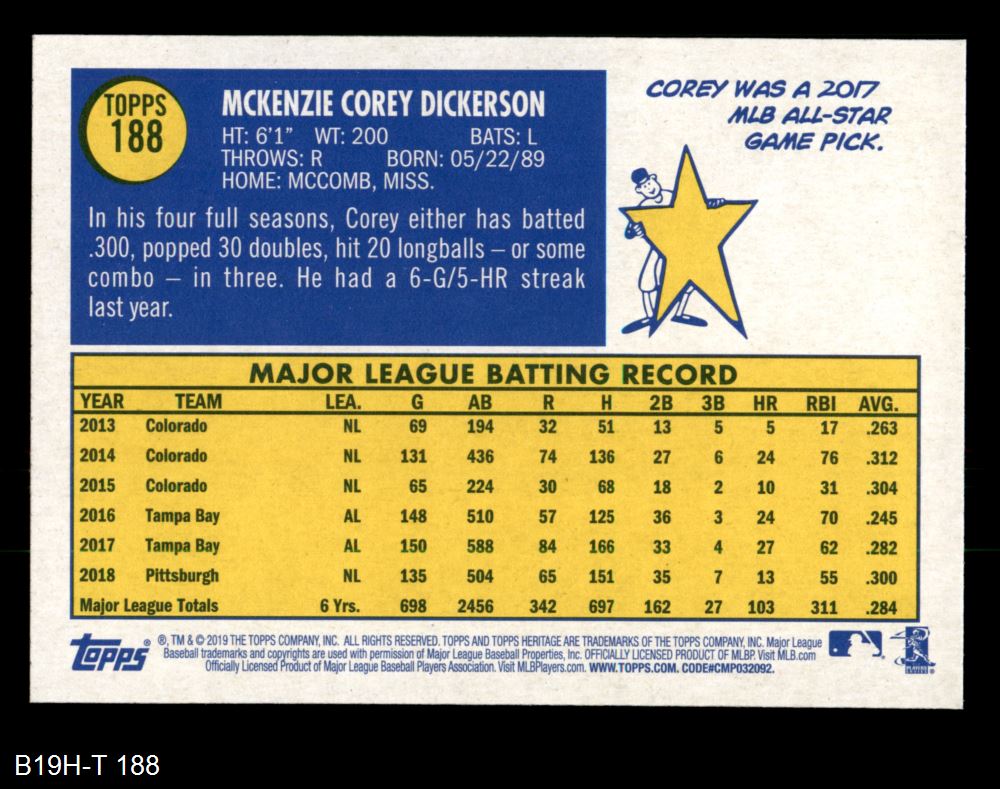 TOPPS
188
MCKENZIE COREY DICKERSON
HT: 6'1" WT: 200 BATS: L
THROWS: R BORN: 05/22/89
HOME: MCCOMB, MISS.
In his four full seasons, Corey either has batted
.300, popped 30 doubles, hit 20 longballs – or some
combo – in three. He had a 6-G/5-HR streak
last year.
COREY WAS A 2017
MLB ALL-STAR
GAME PICK.
MAJOR LEAGUE BATTING RECORD
YEAR TEAM LEA. G AB R H 2B 3B HR RBI AVG.
2013 Colorado NL 69 194 32 51 13 5 5 17 .263
2014 Colorado NL 131 436 74 136 27 6 24 76 .312
2015 Colorado NL 65 224 30 68 18 2 10 31 .304
2016 Tampa Bay AL 148 510 57 125 36 3 24 70 .245
2017 Tampa Bay AL 150 588 84 166 33 4 27 62 .282
2018 Pittsburgh NL 135 504 65 151 35 7 13 55 .300
Major League Totals 6 Yrs. 698 2456 342 697 162 27 103 311 .284
Topps ® ®, TM & © 2019 THE TOPPS COMPANY, INC. ALL RIGHTS RESERVED. TOPPS AND TOPPS HERITAGE ARE TRADEMARKS OF THE TOPPS COMPANY, INC. Major League
Baseball trademarks and copyrights are used with permission of Major League Baseball Properties, Inc. OFFICIALLY LICENSED PRODUCT OF MLBP. Visit MLB.com
Officially Licensed Product of Major League Baseball Players Association. Visit MLBPlayers.com. WWW.TOPPS.COM. CODE#CMP032092.
B19H-T 188